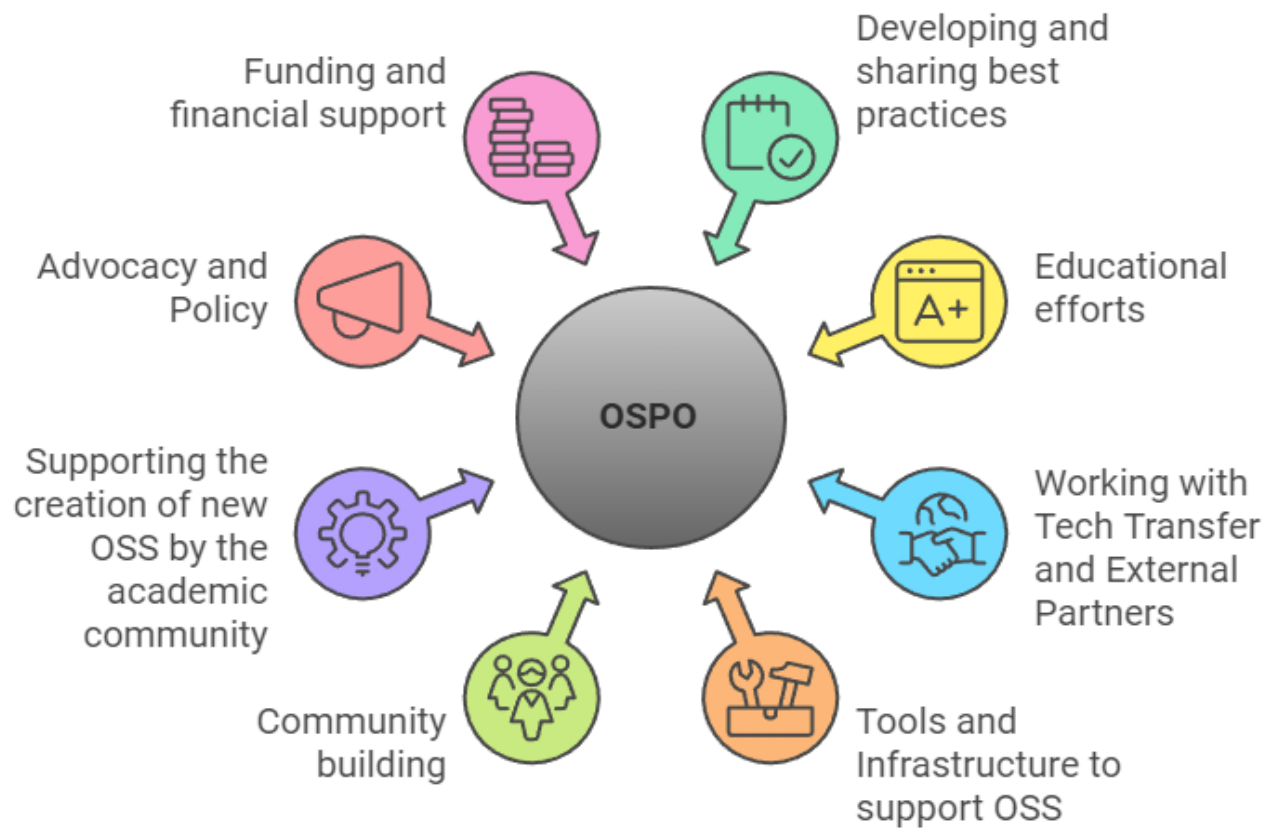 Funding and
financial support
Developing and
sharing best
practices
Advocacy and
Policy
Educational
efforts
A+
OSPO
Supporting the
creation of new
OSS by the
academic
community
Working with
Tech Transfer
and External
Partners
Community
building
Tools and
Infrastructure to
support OSS